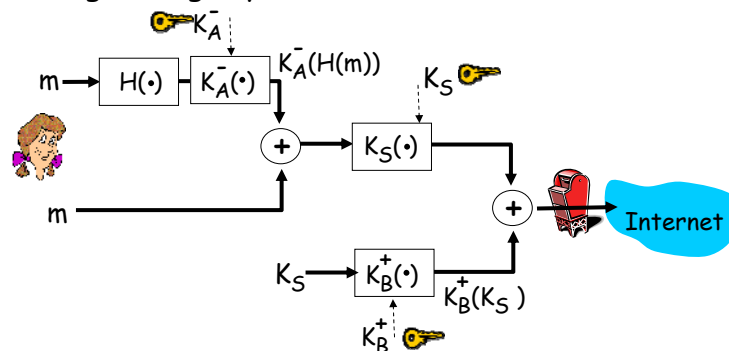 K_A^-
m H(·) K_A^-(·) K_A^-(H(m))
K_S
+ K_S(·)
m
+ Internet
K_S K_B^+(·) K_B^+(K_S)
K_B^+